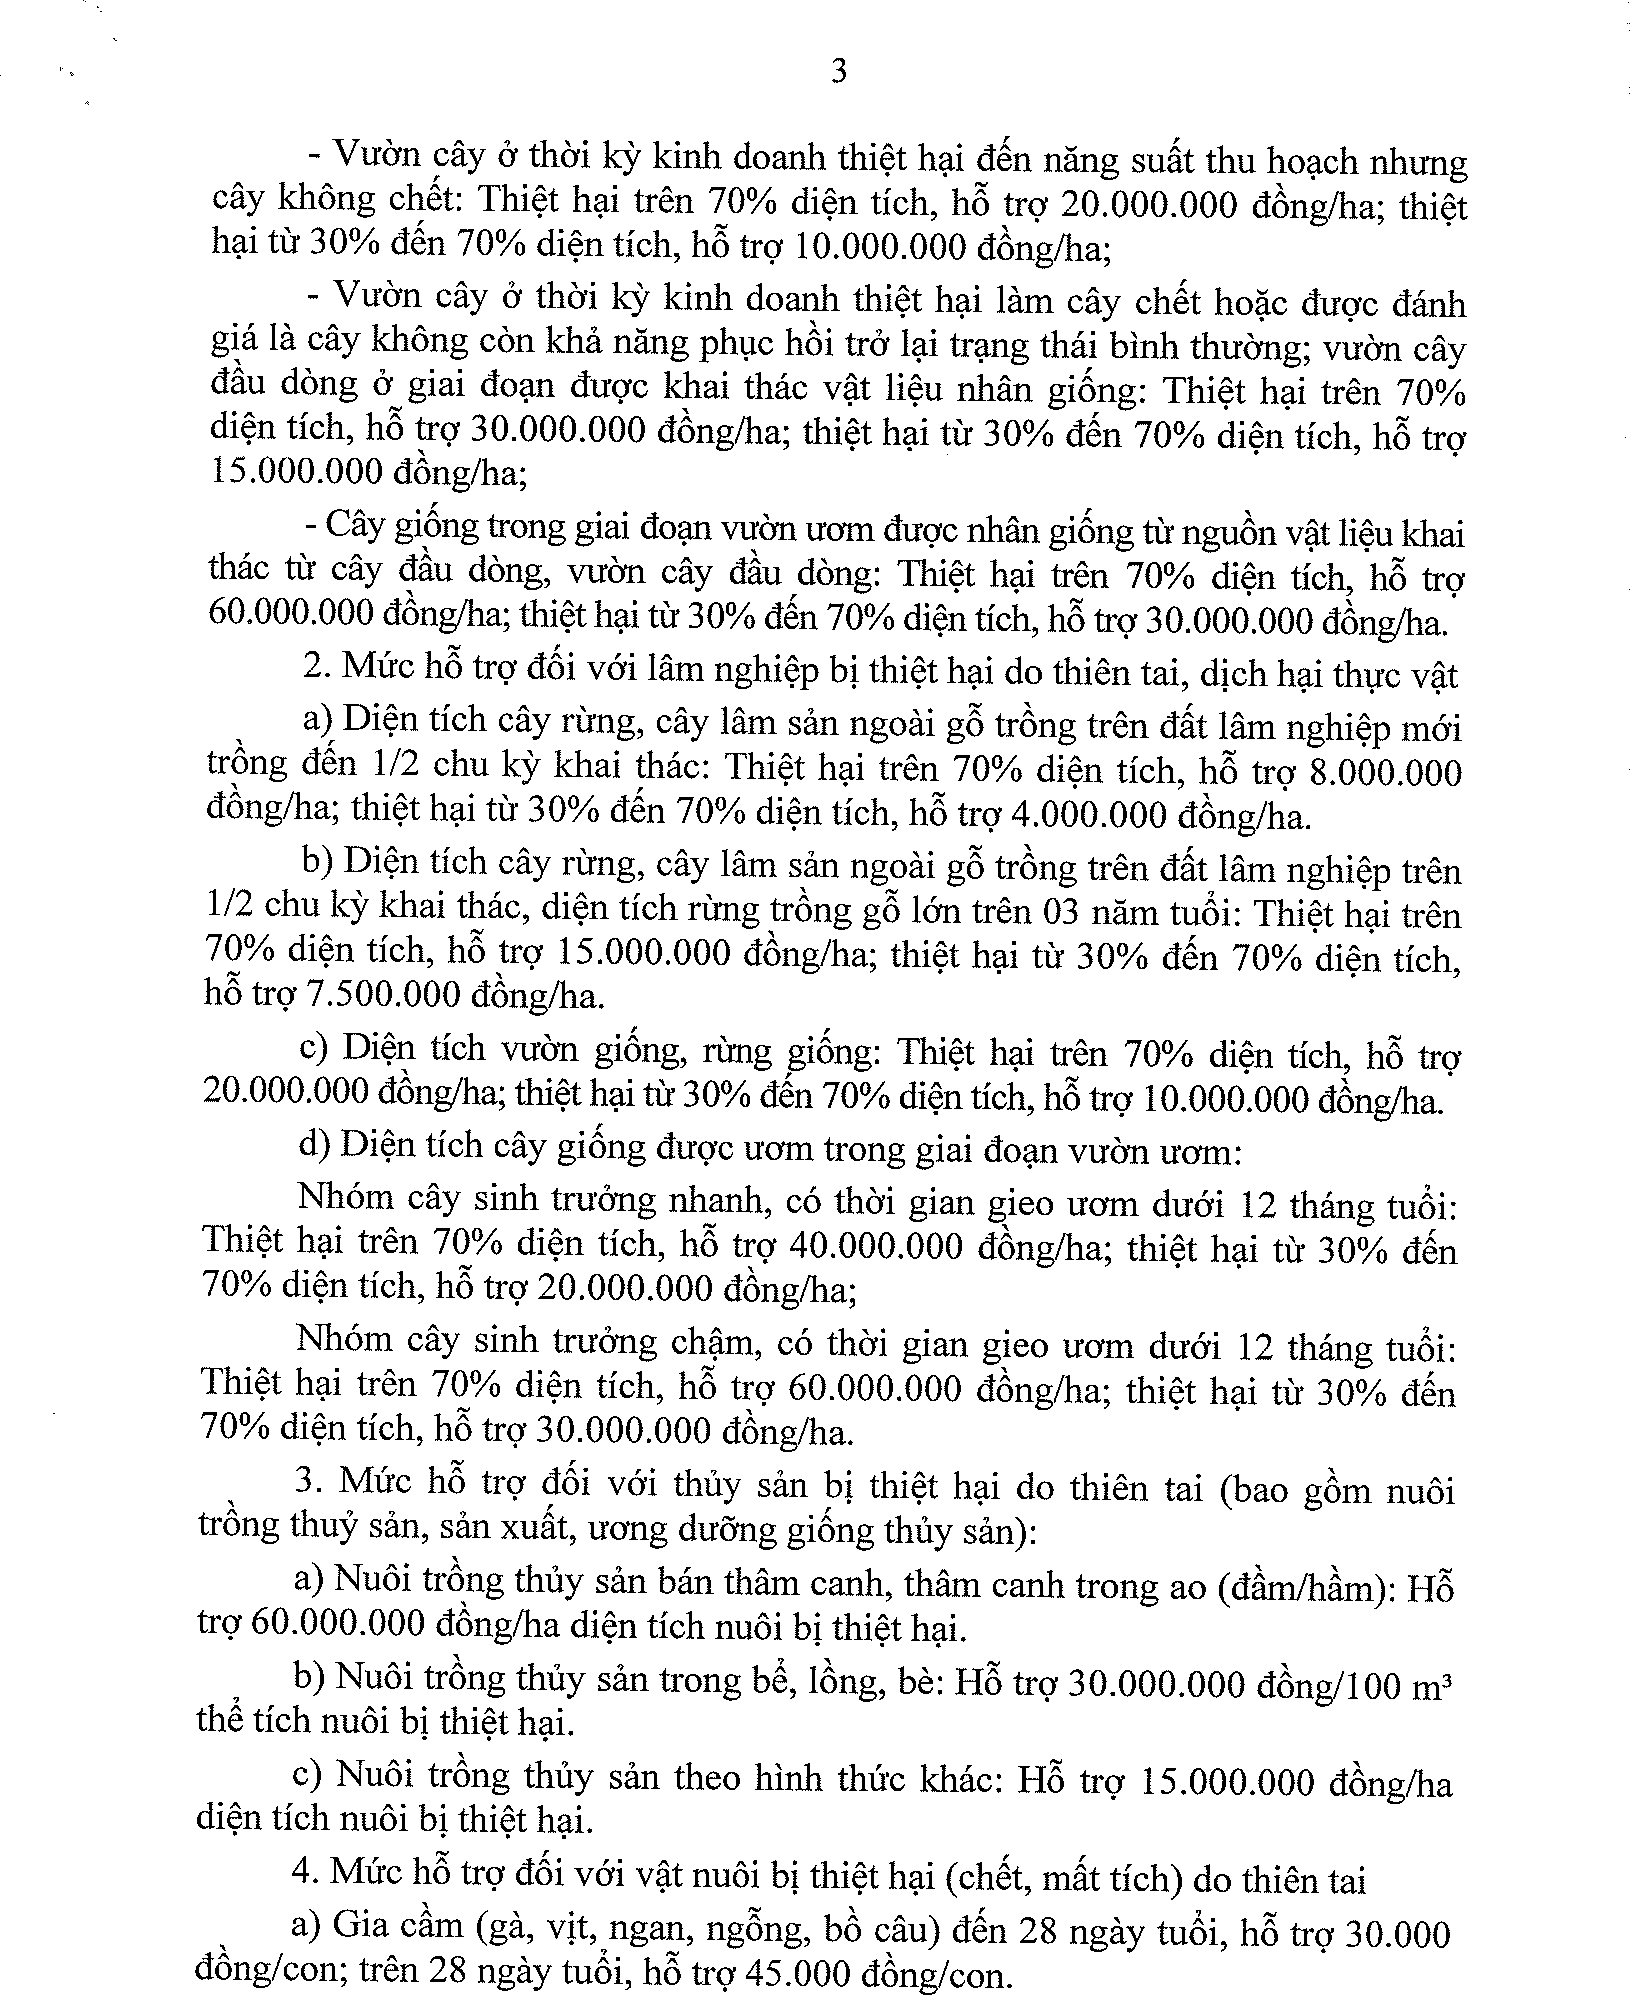 3
- Vườn cây ở thời kỳ kinh doanh thiệt hại đến năng suất thu hoạch nhưng
cây không chết: Thiệt hại trên 70% diện tích, hỗ trợ 20.000.000 đồng/ha; thiệt
hại từ 30% đến 70% diện tích, hỗ trợ 10.000.000 đồng/ha;
- Vườn cây ở thời kỳ kinh doanh thiệt hại làm cây chết hoặc được đánh
giá là cây không còn khả năng phục hồi trở lại trạng thái bình thường; vườn cây
đầu dòng ở giai đoạn được khai thác vật liệu nhân giống: Thiệt hại trên 70%
diện tích, hỗ trợ 30.000.000 đồng/ha; thiệt hại từ 30% đến 70% diện tích, hỗ trợ
15.000.000 đồng/ha;
- Cây giống trong giai đoạn vườn ươm được nhân giống từ nguồn vật liệu khai
thác từ cây đầu dòng, vườn cây đầu dòng: Thiệt hại trên 70% diện tích, hỗ trợ
60.000.000 đồng/ha; thiệt hại từ 30% đến 70% diện tích, hỗ trợ 30.000.000 đồng/ha.
2. Mức hỗ trợ đối với lâm nghiệp bị thiệt hại do thiên tai, dịch hại thực vật
a) Diện tích cây rừng, cây lâm sản ngoài gỗ trồng trên đất lâm nghiệp mới
trồng đến 1/2 chu kỳ khai thác: Thiệt hại trên 70% diện tích, hỗ trợ 8.000.000
đồng/ha; thiệt hại từ 30% đến 70% diện tích, hỗ trợ 4.000.000 đồng/ha.
b) Diện tích cây rừng, cây lâm sản ngoài gỗ trồng trên đất lâm nghiệp trên
1/2 chu kỳ khai thác, diện tích rừng trồng gỗ lớn trên 03 năm tuổi: Thiệt hại trên
70% diện tích, hỗ trợ 15.000.000 đồng/ha; thiệt hại từ 30% đến 70% diện tích,
hỗ trợ 7.500.000 đồng/ha.
c) Diện tích vườn giống, rừng giống: Thiệt hại trên 70% diện tích, hỗ trợ
20.000.000 đồng/ha; thiệt hại từ 30% đến 70% diện tích, hỗ trợ 10.000.000 đồng/ha.
d) Diện tích cây giống được ươm trong giai đoạn vườn ươm:
Nhóm cây sinh trưởng nhanh, có thời gian gieo ươm dưới 12 tháng tuổi:
Thiệt hại trên 70% diện tích, hỗ trợ 40.000.000 đồng/ha; thiệt hại từ 30% đến
70% diện tích, hỗ trợ 20.000.000 đồng/ha;
Nhóm cây sinh trưởng chậm, có thời gian gieo ươm dưới 12 tháng tuổi:
Thiệt hại trên 70% diện tích, hỗ trợ 60.000.000 đồng/ha; thiệt hại từ 30% đến
70% diện tích, hỗ trợ 30.000.000 đồng/ha.
3. Mức hỗ trợ đối với thủy sản bị thiệt hại do thiên tai (bao gồm nuôi
trồng thuỷ sản, sản xuất, ương dưỡng giống thủy sản):
a) Nuôi trồng thủy sản bán thâm canh, thâm canh trong ao (đầm/hầm): Hỗ
trợ 60.000.000 đồng/ha diện tích nuôi bị thiệt hại.
b) Nuôi trồng thủy sản trong bể, lồng, bè: Hỗ trợ 30.000.000 đồng/100 m³
thể tích nuôi bị thiệt hại.
c) Nuôi trồng thủy sản theo hình thức khác: Hỗ trợ 15.000.000 đồng/ha
diện tích nuôi bị thiệt hại.
4. Mức hỗ trợ đối với vật nuôi bị thiệt hại (chết, mất tích) do thiên tai
a) Gia cầm (gà, vịt, ngan, ngỗng, bồ câu) đến 28 ngày tuổi, hỗ trợ 30.000
đồng/con; trên 28 ngày tuổi, hỗ trợ 45.000 đồng/con.